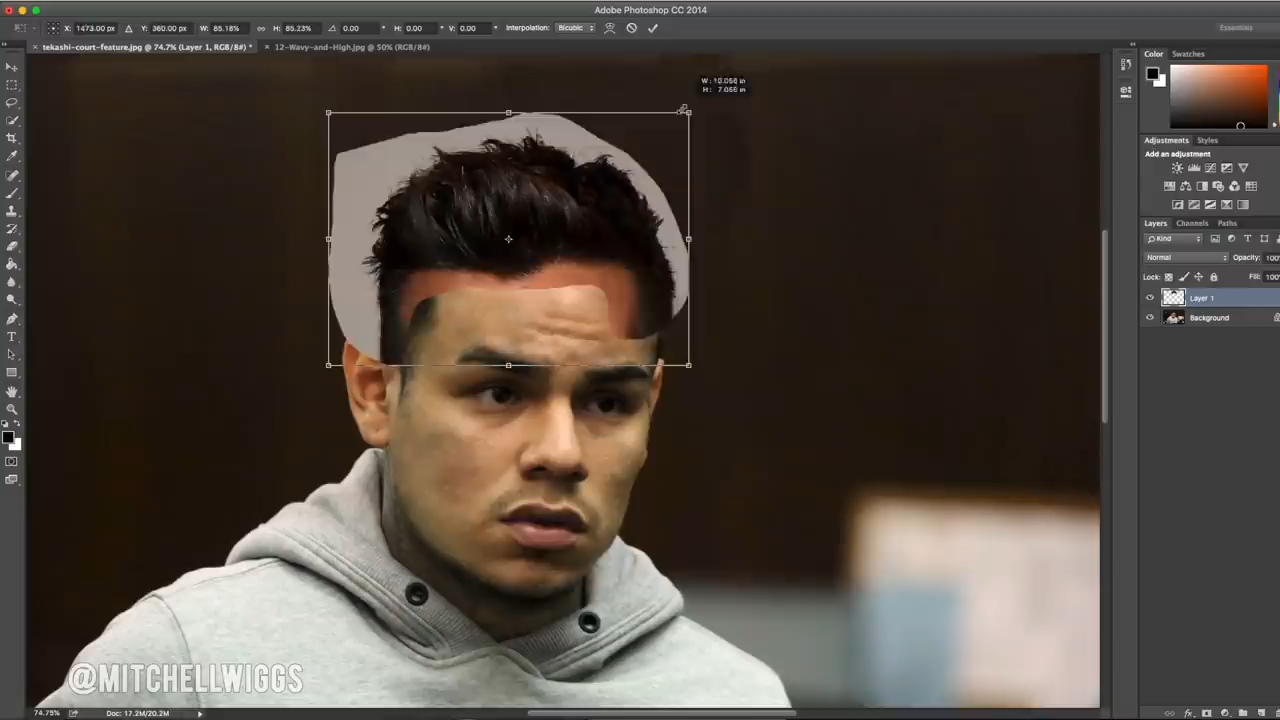 Adobe Photoshop CC 2014
X: 1473.00 px Y: 360.00 px W: 85.18% H: 85.23% 0.00 H: 0.00 V: 0.00 Interpolation: Bicubic Essentials
tekashi-court-feature.jpg @ 74.7% (Layer 1, RGB/8#) * 12-Wavy-and-High.jpg @ 50% (RGB/8#)
Color Swatches
W: 10.056 in
H: 7.056 in
Adjustments Styles
Add an adjustment
Layers Channels Paths
Kind
Normal Opacity: 100%
Lock: Fill: 100%
Layer 1
Background
@MITCHELLWIGGS
74.75% Doc: 17.2M/20.2M